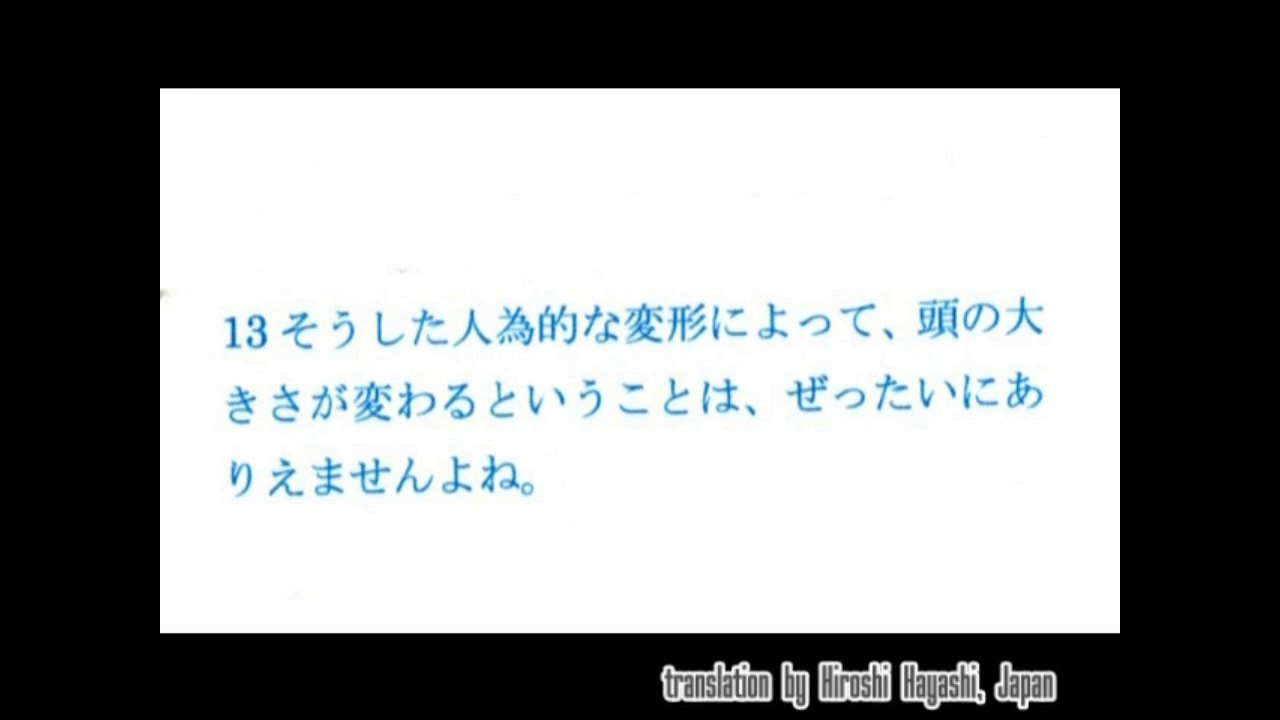 13 そうした人為的な変形によって、頭の大
きさが変わるということは、ぜったいにあ
りえませんよね。
translation by Hiroshi Hayashi, Japan